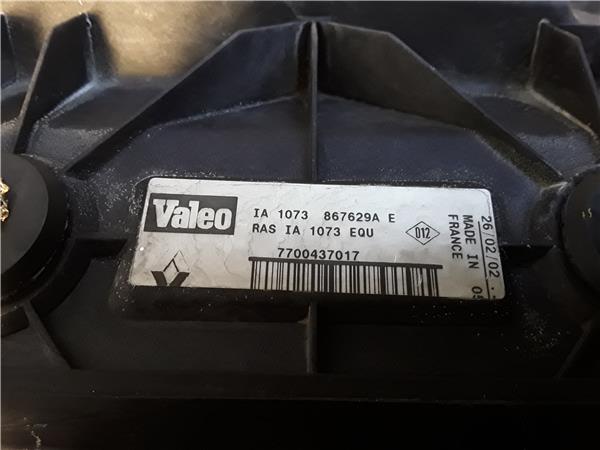 Valeo
IA 1073 867629A E
RAS IA 1073 EQU
7700437017
D12
26/02/02
MADE IN
FRANCE